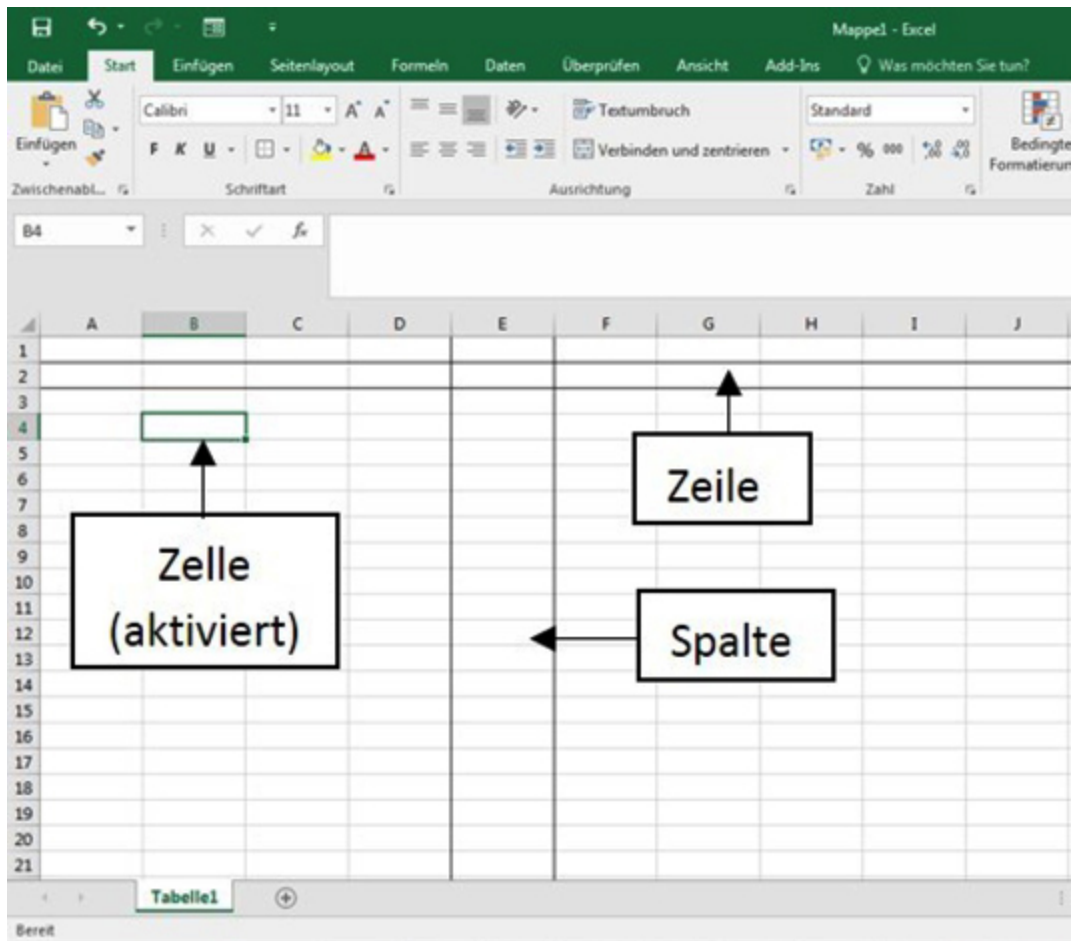 Mappe1 - Excel
Datei Start Einfügen Seitenlayout Formeln Daten Überprüfen Ansicht Add-Ins Was möchten Sie tun?
Calibri 11 A A Textumbruch Standard
Einfügen F K U A Verbinden und zentrieren % 000 Bedingte
Formatierun
Zwischenabl... Schriftart Ausrichtung Zahl
B4 fx
A B C D E F G H I J
1
2
3
4
5
6
Zeile
7
8
9
Zelle
10
11
12
(aktiviert) Spalte
13
14
15
16
17
18
19
20
21
Tabelle1
Bereit